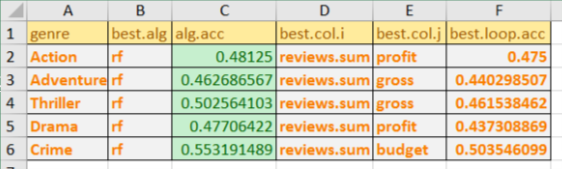 A B C D E F
1 genre best.alg alg.acc best.col.i best.col.j best.loop.acc
2 Action rf 0.48125 reviews.sum profit 0.475
3 Adventure rf 0.462686567 reviews.sum gross 0.440298507
4 Thriller rf 0.502564103 reviews.sum gross 0.461538462
5 Drama rf 0.47706422 reviews.sum profit 0.437308869
6 Crime rf 0.553191489 reviews.sum budget 0.503546099